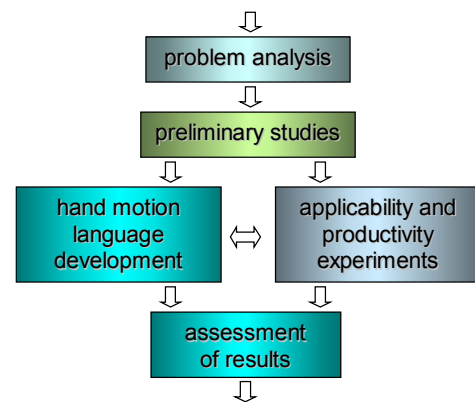 problem analysis
preliminary studies
hand motion
language
development
applicability and
productivity
experiments
assessment
of results